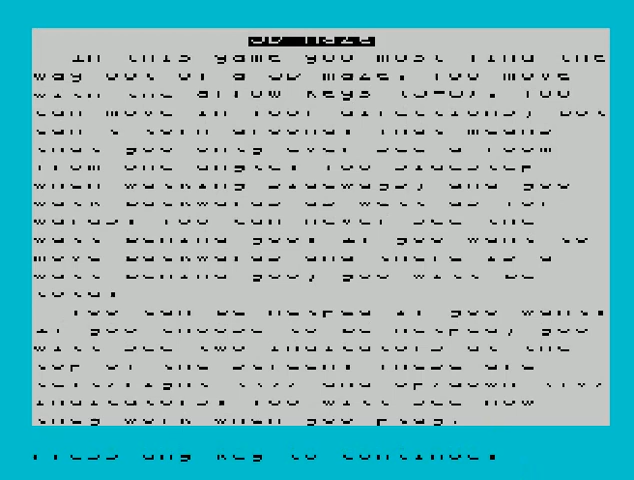 3D MAZE
In this game you must find the
way out of a 3D maze. You move
with the arrow keys (5-8). You
can move in four directions, but
can't turn around. That means
that you only ever see a room
from one angle. You sidestep
when walking sideways, and you
walk backwards as well as for
wards. You can never see the
wall behind you. If you want to
move backwards and there is a
wall behind you, you will be
told.
You can be helped if you want.
If you choose to be helped, you
will see two indicators at the
top of the screen. These are
left/right and up/down
indicators. You will see how
they work when you play.
Press any key to continue.